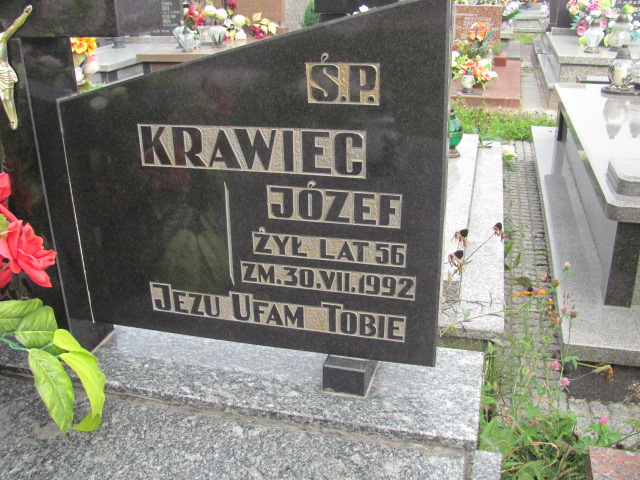 Ś.P.
KRAWIEC
JÓZEF
ŻYŁ LAT 56
ZM. 30.VII.1992
JEZU UFAM TOBIE